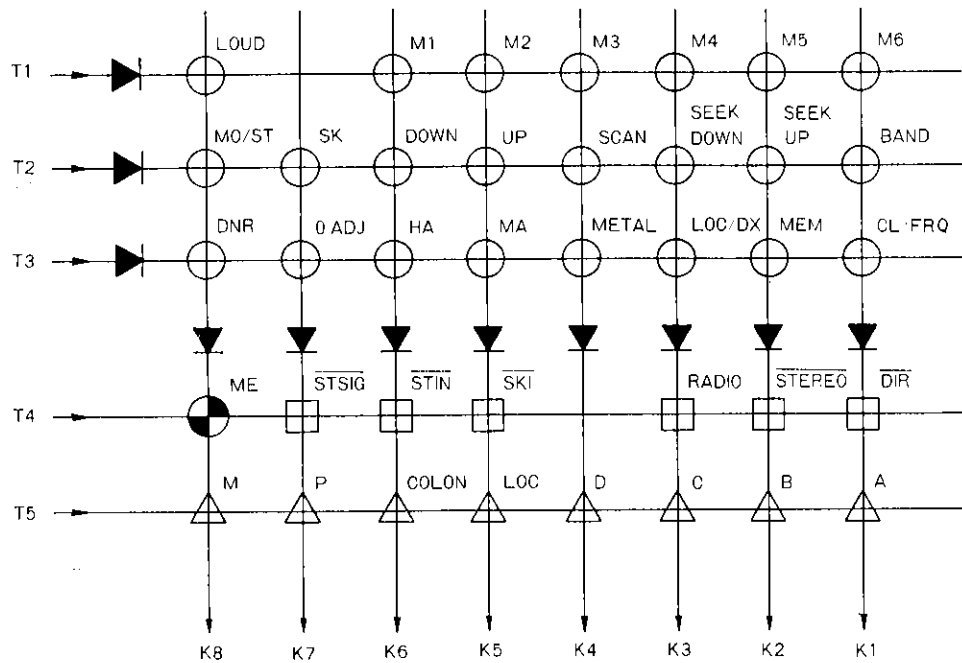 LOUD M1 M2 M3 M4 M5 M6
T1
SEEK SEEK
MO/ST SK DOWN UP SCAN DOWN UP BAND
T2
DNR O ADJ HA MA METAL LOC/DX MEM CL·FRQ
T3
ME STSIG STIN SKI RADIO STEREO DIR
T4
M P COLON LOC D C B A
T5
K8 K7 K6 K5 K4 K3 K2 K1